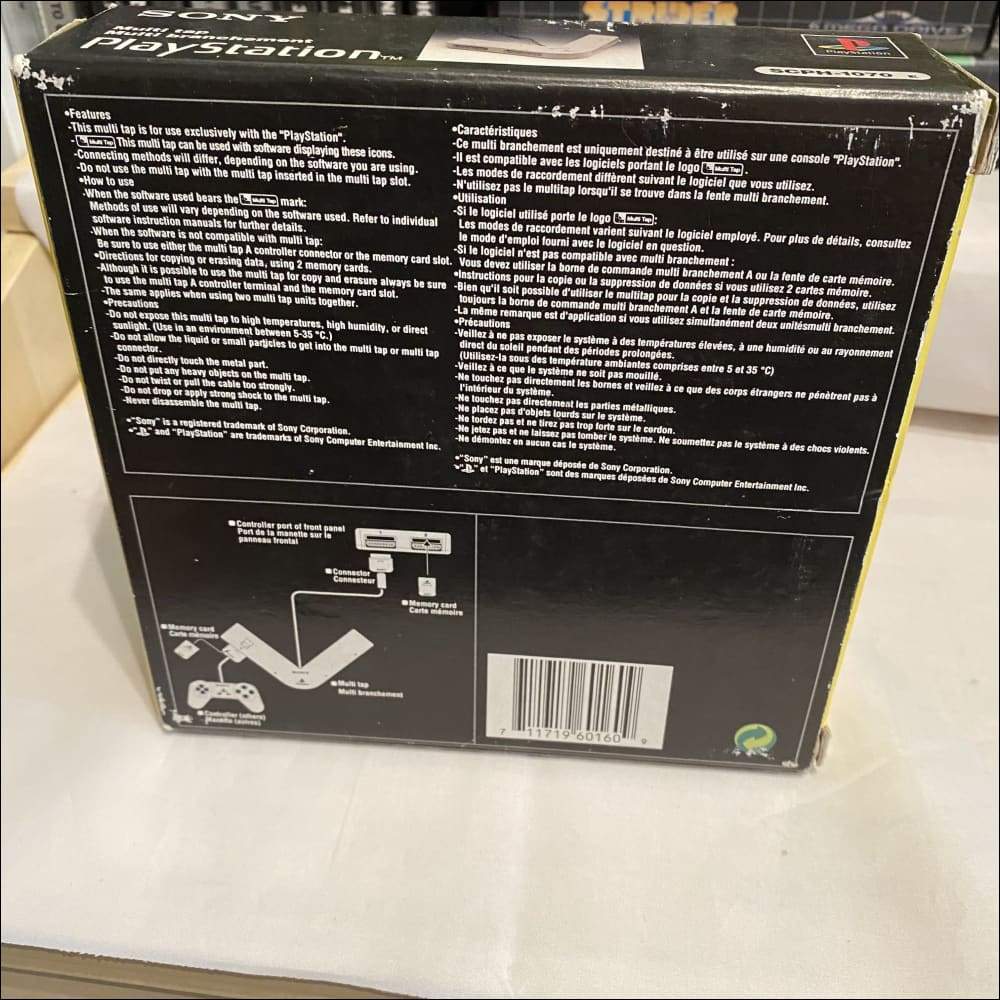 STRIDER
MEGA DRIVE
SONY
Multi tap
Multi branchement
PlayStation™
PlayStation
SCPH-1070 E
•Features
-This multi tap is for use exclusively with the "PlayStation".
-Multi Tap This multi tap can be used with software displaying these icons.
-Connecting methods will differ, depending on the software you are using.
-Do not use the multi tap with the multi tap inserted in the multi tap slot.
•How to use
-When the software used bears the Multi Tap mark:
Methods of use will vary depending on the software used. Refer to individual
software instruction manuals for further details.
-When the software is not compatible with multi tap:
Be sure to use either the multi tap A controller connector or the memory card slot.
•Directions for copying or erasing data, using 2 memory cards.
-Although it is possible to use the multi tap for copy and erasure always be sure
to use the multi tap A controller terminal and the memory card slot.
-The same applies when using two multi tap units together.
•Precautions
-Do not expose this multi tap to high temperatures, high humidity, or direct
sunlight. (Use in an environment between 5-35 °C.)
-Do not allow the liquid or small particles to get into the multi tap or multi tap
connector.
-Do not directly touch the metal part.
-Do not put any heavy objects on the multi tap.
-Do not twist or pull the cable too strongly.
-Do not drop or apply strong shock to the multi tap.
-Never disassemble the multi tap.
•"Sony" is a registered trademark of Sony Corporation.
•" " and "PlayStation" are trademarks of Sony Computer Entertainment Inc.
•Caractéristiques
-Ce multi branchement est uniquement destiné à être utilisé sur une console "PlayStation".
-Il est compatible avec les logiciels portant le logo Multi Tap.
-Les modes de raccordement diffèrent suivant le logiciel que vous utilisez.
-N'utilisez pas le multitap lorsqu'il se trouve dans la fente multi branchement.
•Utilisation
-Si le logiciel utilisé porte le logo Multi Tap:
Les modes de raccordement varient suivant le logiciel employé. Pour plus de détails, consultez
le mode d'emploi fourni avec le logiciel en question.
-Si le logiciel n'est pas compatible avec multi branchement :
Vous devez utiliser la borne de commande multi branchement A ou la fente de carte mémoire.
•Instructions pour la copie ou la suppression de données si vous utilisez 2 cartes mémoire.
-Bien qu'il soit possible d'utiliser le multitap pour la copie et la suppression de données, utilisez
toujours la borne de commande multi branchement A et la fente de carte mémoire.
-La même remarque est d'application si vous utilisez simultanément deux unitésmulti branchement.
•Précautions
-Veillez à ne pas exposer le système à des températures élevées, à une humidité ou au rayonnement
direct du soleil pendant des périodes prolongées.
(Utilisez-la sous des température ambiantes comprises entre 5 et 35 °C)
-Veillez à ce que le système ne soit pas mouillé.
-Ne touchez pas directement les bornes et veillez à ce que des corps étrangers ne pénètrent pas à
l'intérieur du système.
-Ne touchez pas directement les parties métalliques.
-Ne placez pas d'objets lourds sur le système.
-Ne tordez pas et ne tirez pas trop forte sur le cordon.
-Ne jetez pas et ne laissez pas tomber le système. Ne soumettez pas le système à des chocs violents.
-Ne démontez en aucun cas le système.
•"Sony" est une marque déposée de Sony Corporation.
•" " et "PlayStation" sont des marques déposées de Sony Computer Entertainment Inc.
■Controller port of front panel
Port de la manette sur le
panneau frontal
■Connector
Connecteur
■Memory card
Carte mémoire
■Memory card
Carte mémoire
SONY
■Multi tap
Multi branchement
■Controller (others)
Manette (autres)
7 11719 60160 9